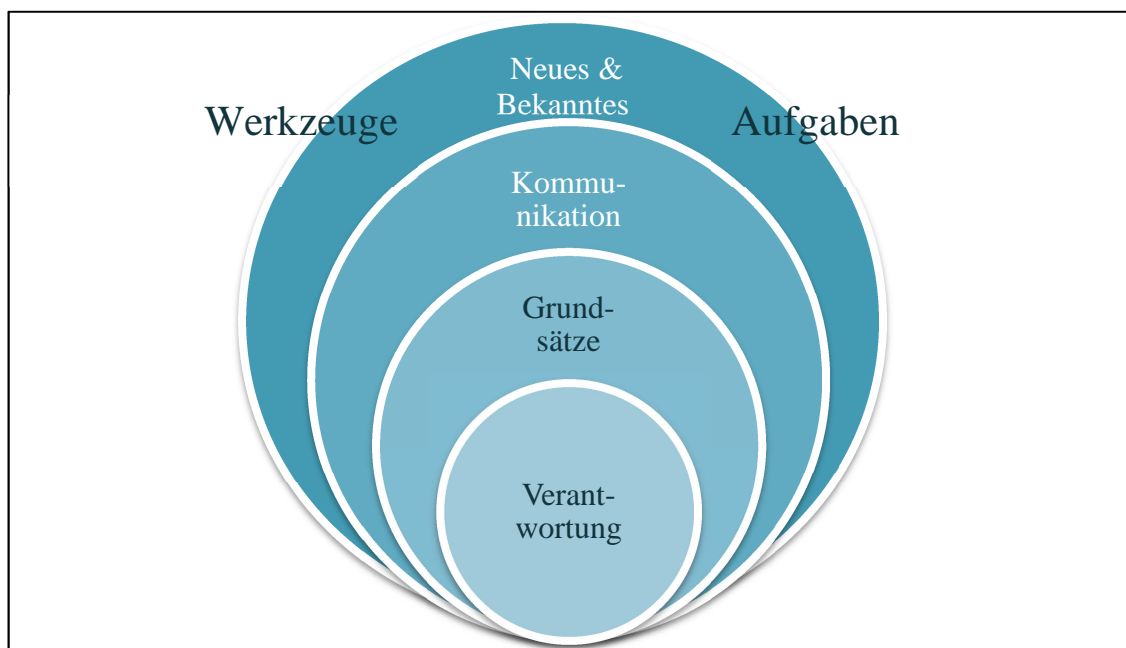 Neues &
Bekanntes
Werkzeuge
Aufgaben
Kommu-
nikation
Grund-
sätze
Verant-
wortung